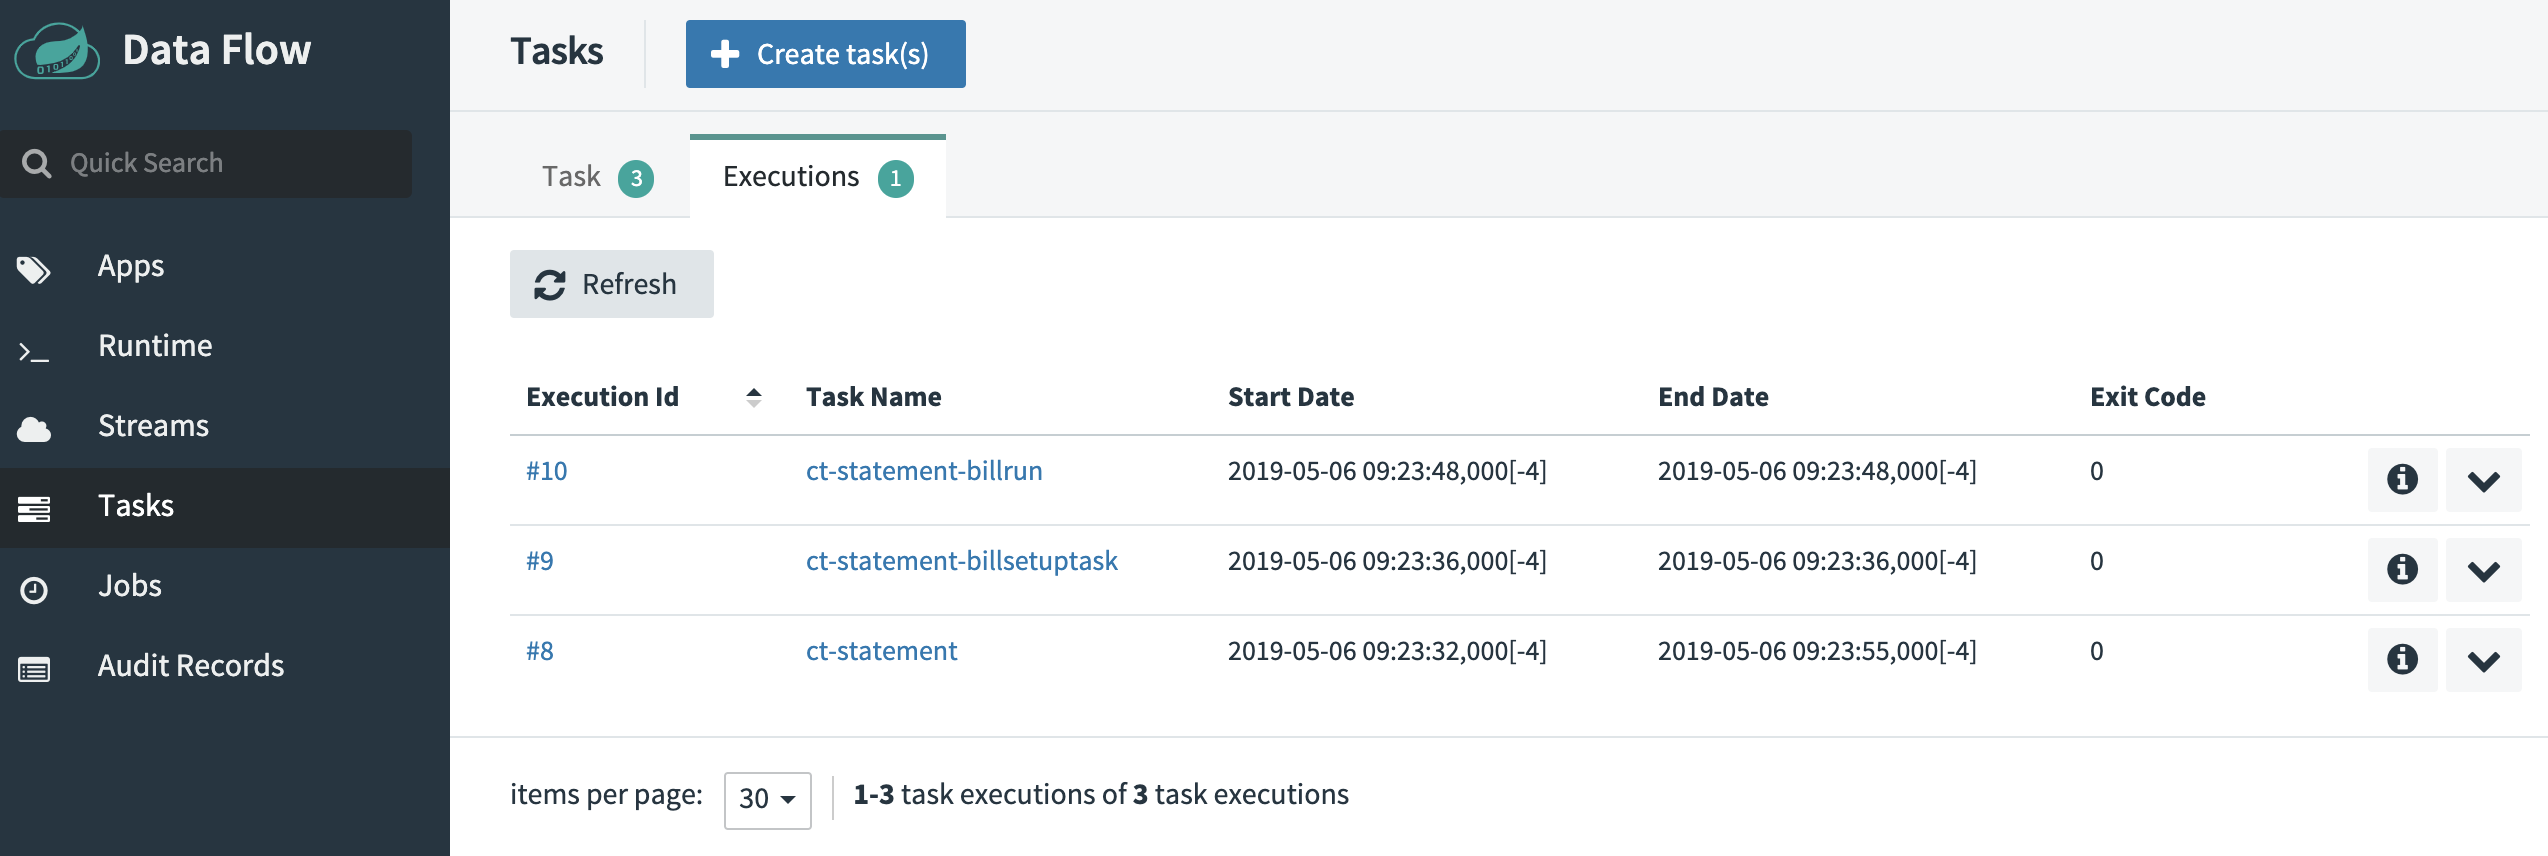 Data Flow
Quick Search
Apps
Runtime
Streams
Tasks
Jobs
Audit Records
Tasks
Create task(s)
Task 3 Executions 1
Refresh
Execution Id Task Name Start Date End Date Exit Code
#10 ct-statement-billrun 2019-05-06 09:23:48,000[-4] 2019-05-06 09:23:48,000[-4] 0
#9 ct-statement-billsetuptask 2019-05-06 09:23:36,000[-4] 2019-05-06 09:23:36,000[-4] 0
#8 ct-statement 2019-05-06 09:23:32,000[-4] 2019-05-06 09:23:55,000[-4] 0
items per page: 30 1-3 task executions of 3 task executions